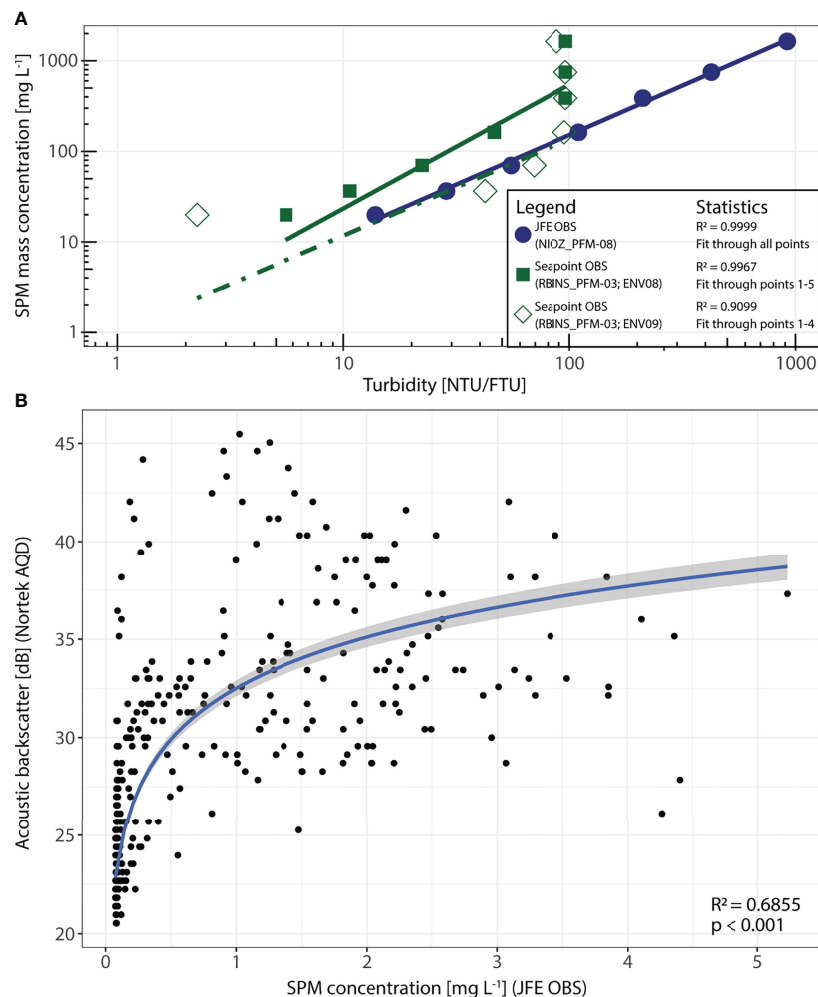 A
SPM mass concentration [mg L⁻¹]
1000
100
10
1
1
10
100
1000
Turbidity [NTU/FTU]
Legend
Statistics
JFE OBS
(NIOZ_PFM-08)
R² = 0.9999
Fit through all points
Seapoint OBS
(RBINS_PFM-03; ENV08)
R² = 0.9967
Fit through points 1-5
Seapoint OBS
(RBINS_PFM-03; ENV09)
R² = 0.9099
Fit through points 1-4
B
Acoustic backscatter [dB] (Nortek AQD)
45
40
35
30
25
20
R² = 0.6855
p < 0.001
0
1
2
3
4
5
SPM concentration [mg L⁻¹] (JFE OBS)